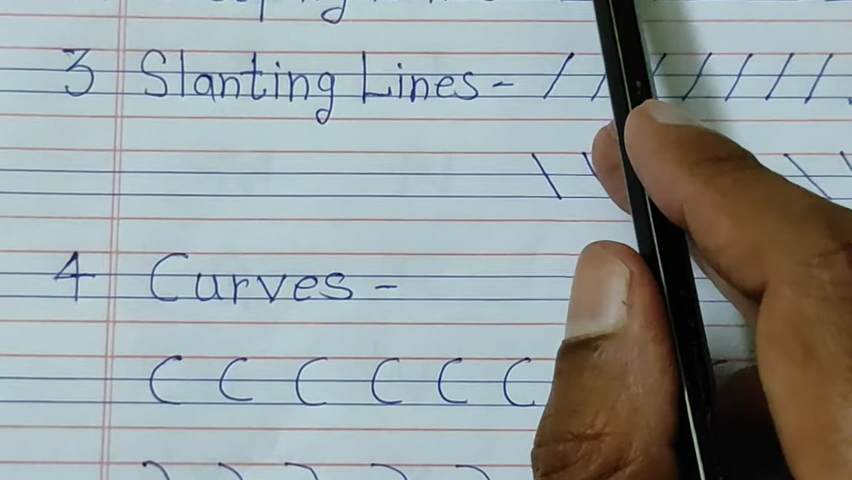 3 Slanting Lines - / / / / / / /
\ \ \ \
4 Curves -
C C C C C C